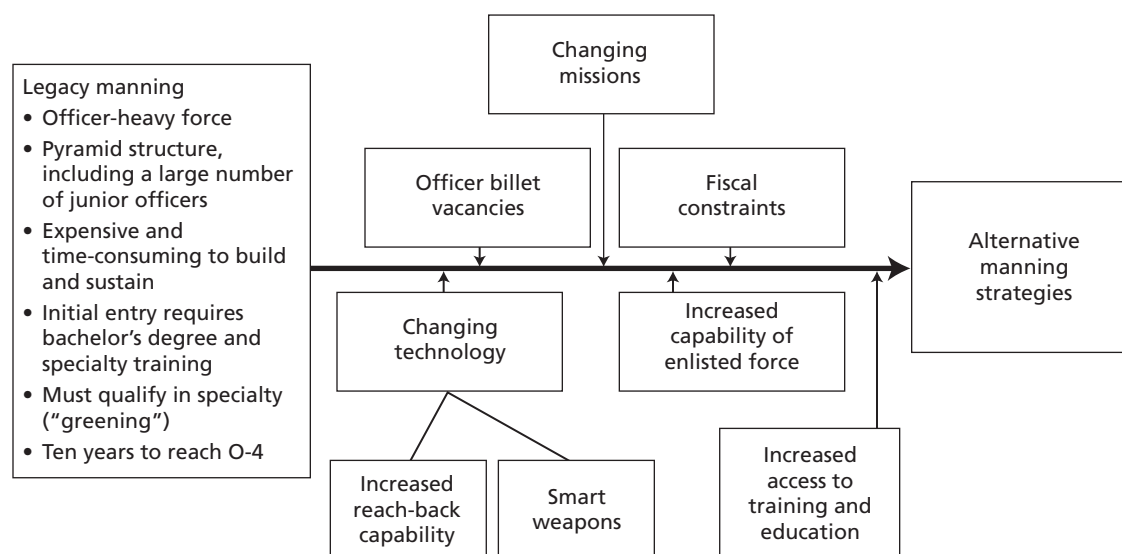 Changing
missions
Legacy manning
• Officer-heavy force
• Pyramid structure,
including a large number
of junior officers
• Expensive and
time-consuming to build
and sustain
• Initial entry requires
bachelor’s degree and
specialty training
• Must qualify in specialty
(“greening”)
• Ten years to reach O-4
Officer billet
vacancies
Fiscal
constraints
Alternative
manning
strategies
Changing
technology
Increased
capability of
enlisted force
Increased
reach-back
capability
Smart
weapons
Increased
access to
training and
education